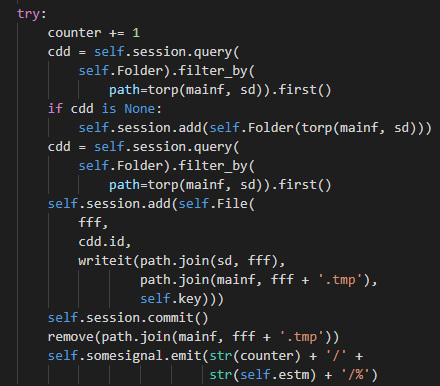 try:
    counter += 1
    cdd = self.session.query(
        self.Folder).filter_by(
            path=torp(mainf, sd)).first()
    if cdd is None:
        self.session.add(self.Folder(torp(mainf, sd)))
    cdd = self.session.query(
        self.Folder).filter_by(
            path=torp(mainf, sd)).first()
    self.session.add(self.File(
        fff,
        cdd.id,
        writeit(path.join(sd, fff),
                path.join(mainf, fff + '.tmp'),
                self.key)))
    self.session.commit()
    remove(path.join(mainf, fff + '.tmp'))
    self.somesignal.emit(str(counter) + '/' +
                         str(self.estm) + '/%')